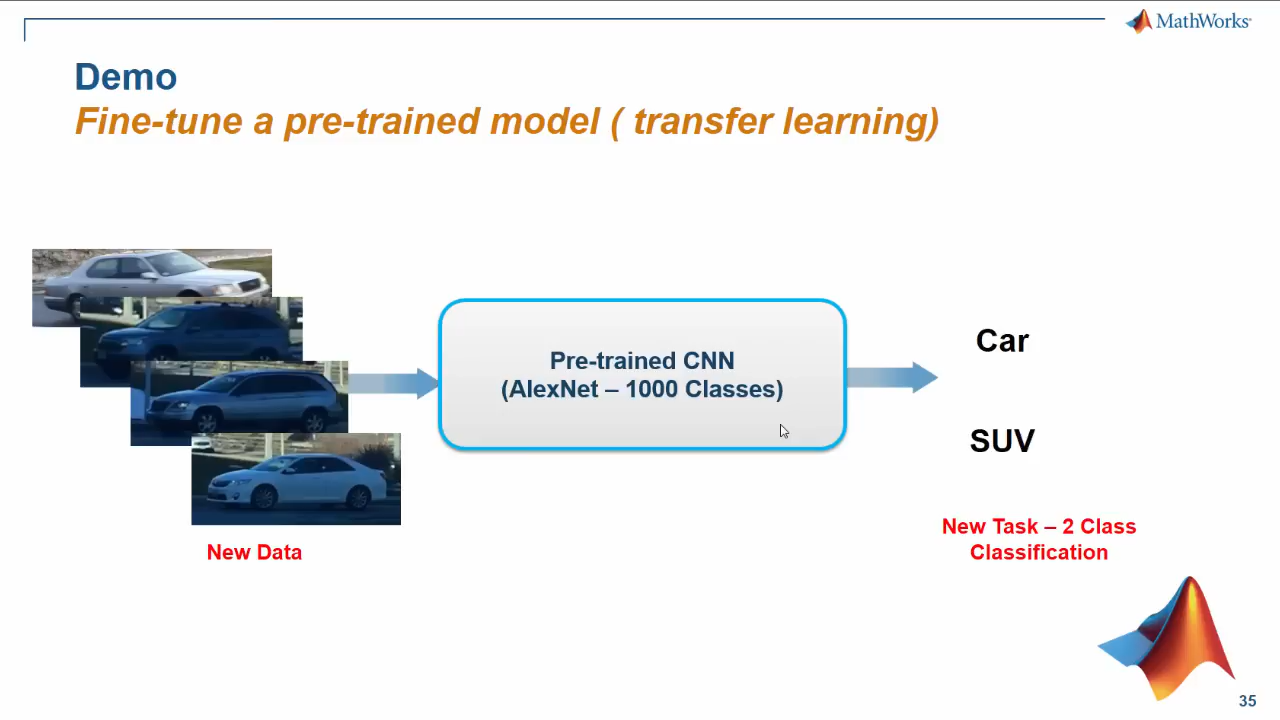 MathWorks®
Demo
Fine-tune a pre-trained model ( transfer learning)
Pre-trained CNN
(AlexNet – 1000 Classes)
Car
SUV
New Data
New Task – 2 Class
Classification
35